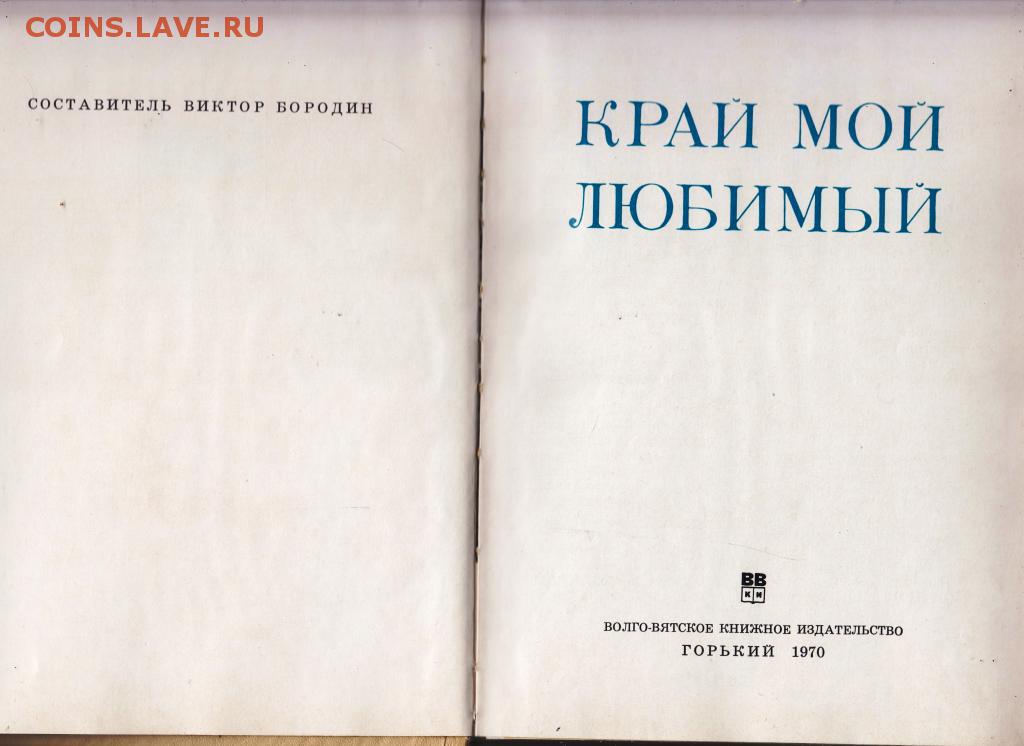 COINS.LAVE.RU
СОСТАВИТЕЛЬ ВИКТОР БОРОДИН
КРАЙ МОЙ
ЛЮБИМЫЙ
ВВ
КИ
ВОЛГО-ВЯТСКОЕ КНИЖНОЕ ИЗДАТЕЛЬСТВО
ГОРЬКИЙ 1970